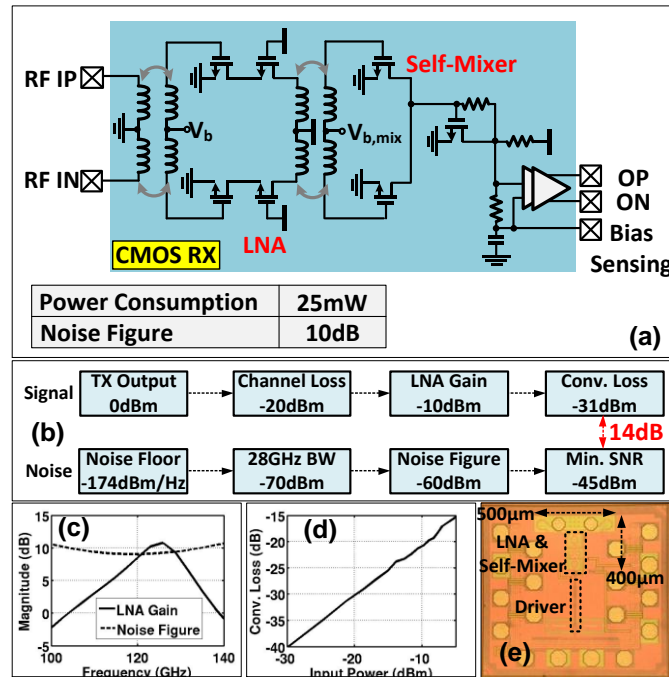 (a)
RF IP
RF IN
Vb
Vb,mix
LNA
Self-Mixer
OP
ON
Bias
Sensing
CMOS RX
Power Consumption 25mW
Noise Figure 10dB
(b)
Signal
TX Output
0dBm
Channel Loss
-20dBm
LNA Gain
-10dBm
Conv. Loss
-31dBm
14dB
Noise
Noise Floor
-174dBm/Hz
28GHz BW
-70dBm
Noise Figure
-60dBm
Min. SNR
-45dBm
(c)
Magnitude (dB)
15
10
5
0
-5
LNA Gain
Noise Figure
100 120 140
Frequency (GHz)
(d)
Conv. Loss (dB)
-15
-20
-25
-30
-35
-40
-30 -20 -10
Input Power (dBm)
500µm
LNA &
Self-Mixer
400µm
Driver
(e)